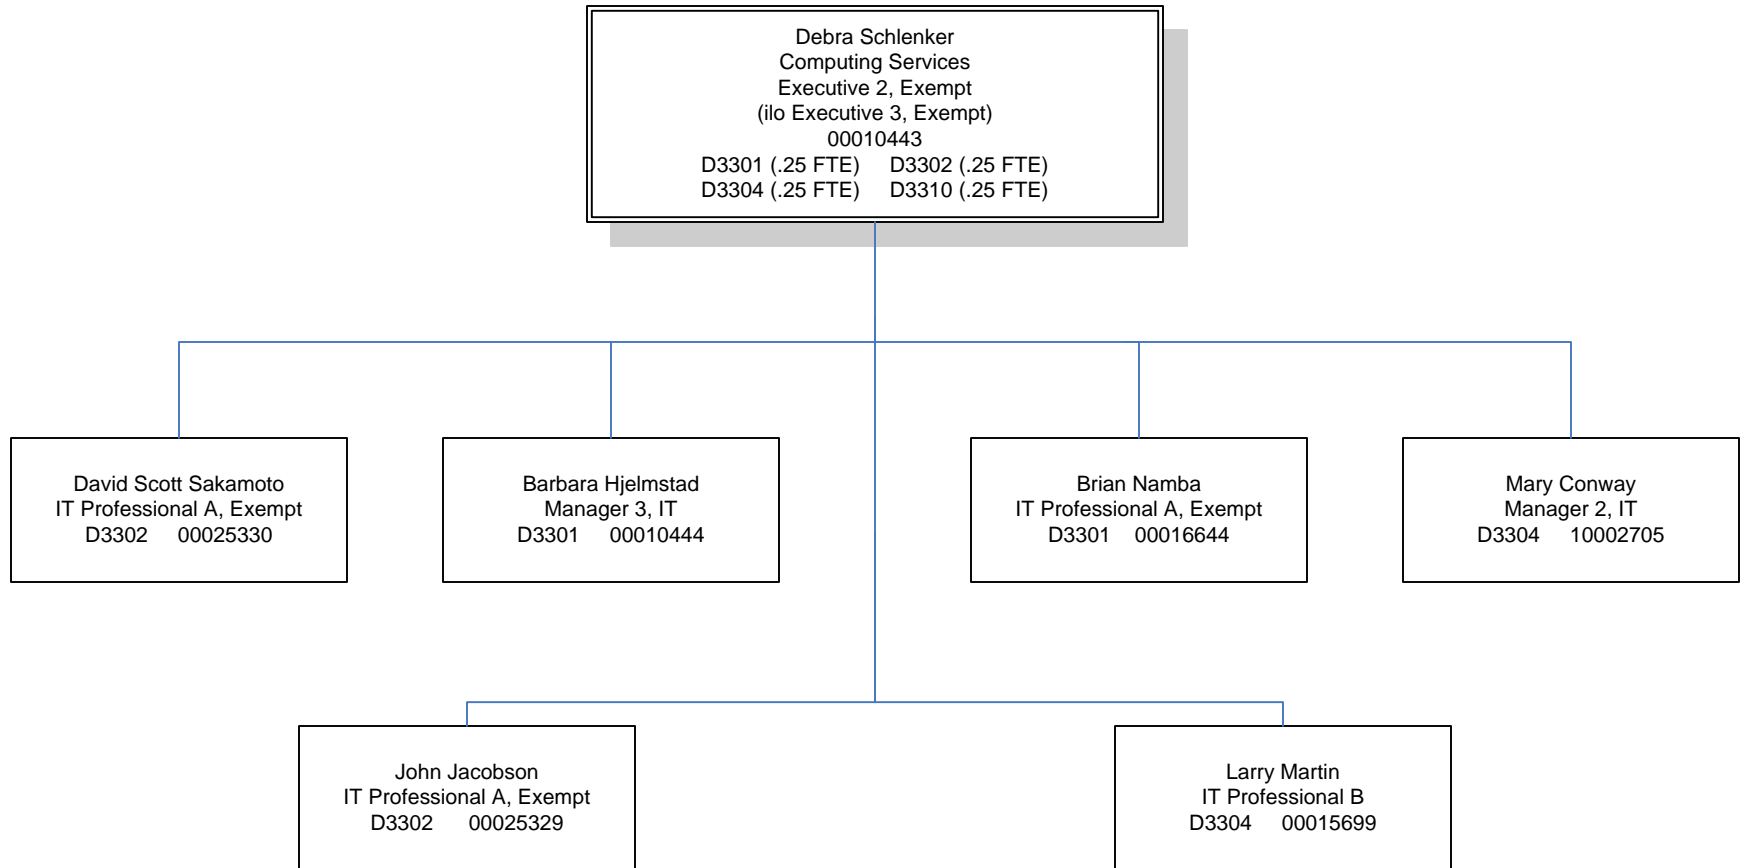 Debra Schlenker
Computing Services
Executive 2, Exempt
(ilo Executive 3, Exempt)
00010443
D3301 (.25 FTE) D3302 (.25 FTE)
D3304 (.25 FTE) D3310 (.25 FTE)
David Scott Sakamoto
IT Professional A, Exempt
D3302 00025330
Barbara Hjelmstad
Manager 3, IT
D3301 00010444
Brian Namba
IT Professional A, Exempt
D3301 00016644
Mary Conway
Manager 2, IT
D3304 10002705
John Jacobson
IT Professional A, Exempt
D3302 00025329
Larry Martin
IT Professional B
D3304 00015699